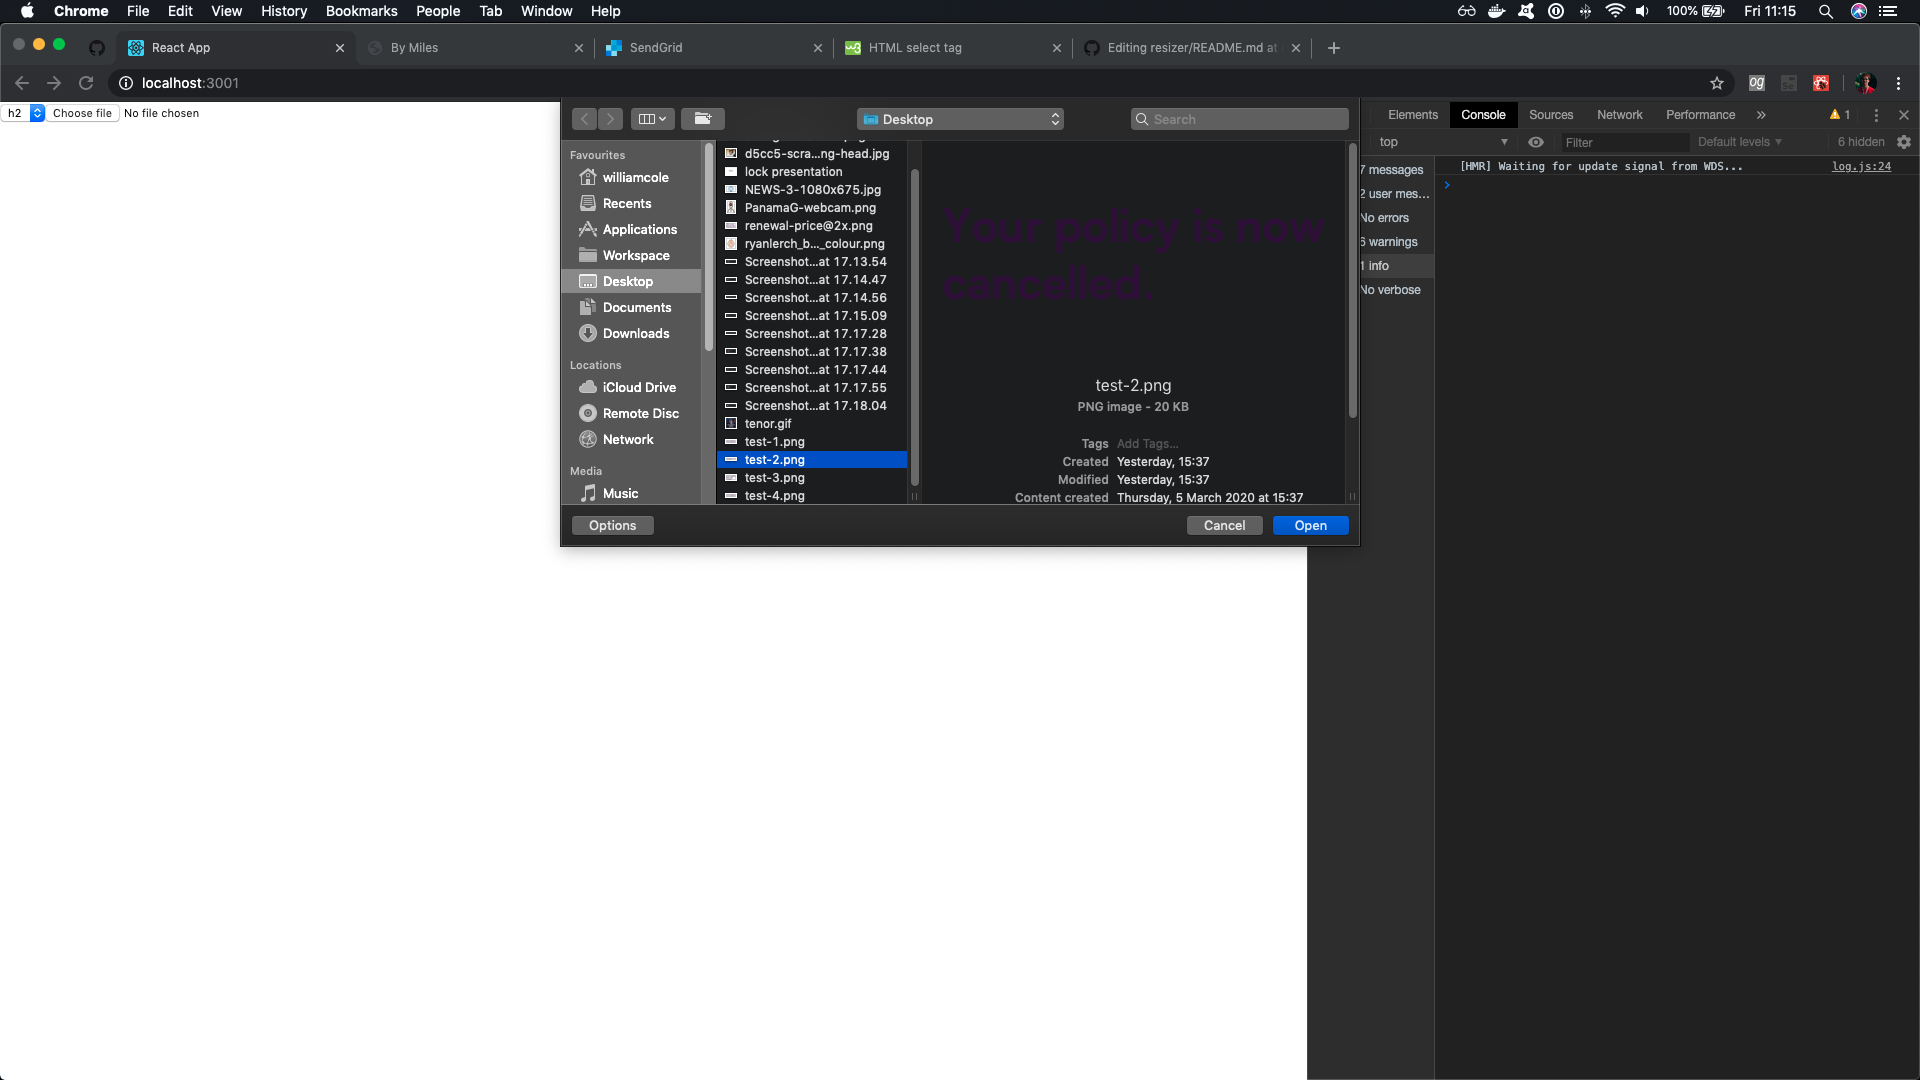 Chrome File Edit View History Bookmarks People Tab Window Help 100% Fri 11:15
React App By Miles SendGrid HTML select tag Editing resizer/README.md at
localhost:3001
h2 Choose file No file chosen
Desktop Search
Favourites
williamcole
Recents
Applications
Workspace
Desktop
Documents
Downloads
Locations
iCloud Drive
Remote Disc
Network
Media
Music
d5cc5-scra...ng-head.jpg
lock presentation
NEWS-3-1080x675.jpg
PanamaG-webcam.png
renewal-price@2x.png
ryanlerch_b..._colour.png
Screenshot...at 17.13.54
Screenshot...at 17.14.47
Screenshot...at 17.14.56
Screenshot...at 17.15.09
Screenshot...at 17.17.28
Screenshot...at 17.17.38
Screenshot...at 17.17.44
Screenshot...at 17.17.55
Screenshot...at 17.18.04
tenor.gif
test-1.png
test-2.png
test-3.png
test-4.png
Your policy is now
cancelled.
test-2.png
PNG image - 20 KB
Tags Add Tags...
Created Yesterday, 15:37
Modified Yesterday, 15:37
Content created Thursday, 5 March 2020 at 15:37
Options Cancel Open
Elements Console Sources Network Performance » 1
top Filter Default levels 6 hidden
7 messages
2 user mes...
No errors
6 warnings
1 info
No verbose
[HMR] Waiting for update signal from WDS... log.js:24